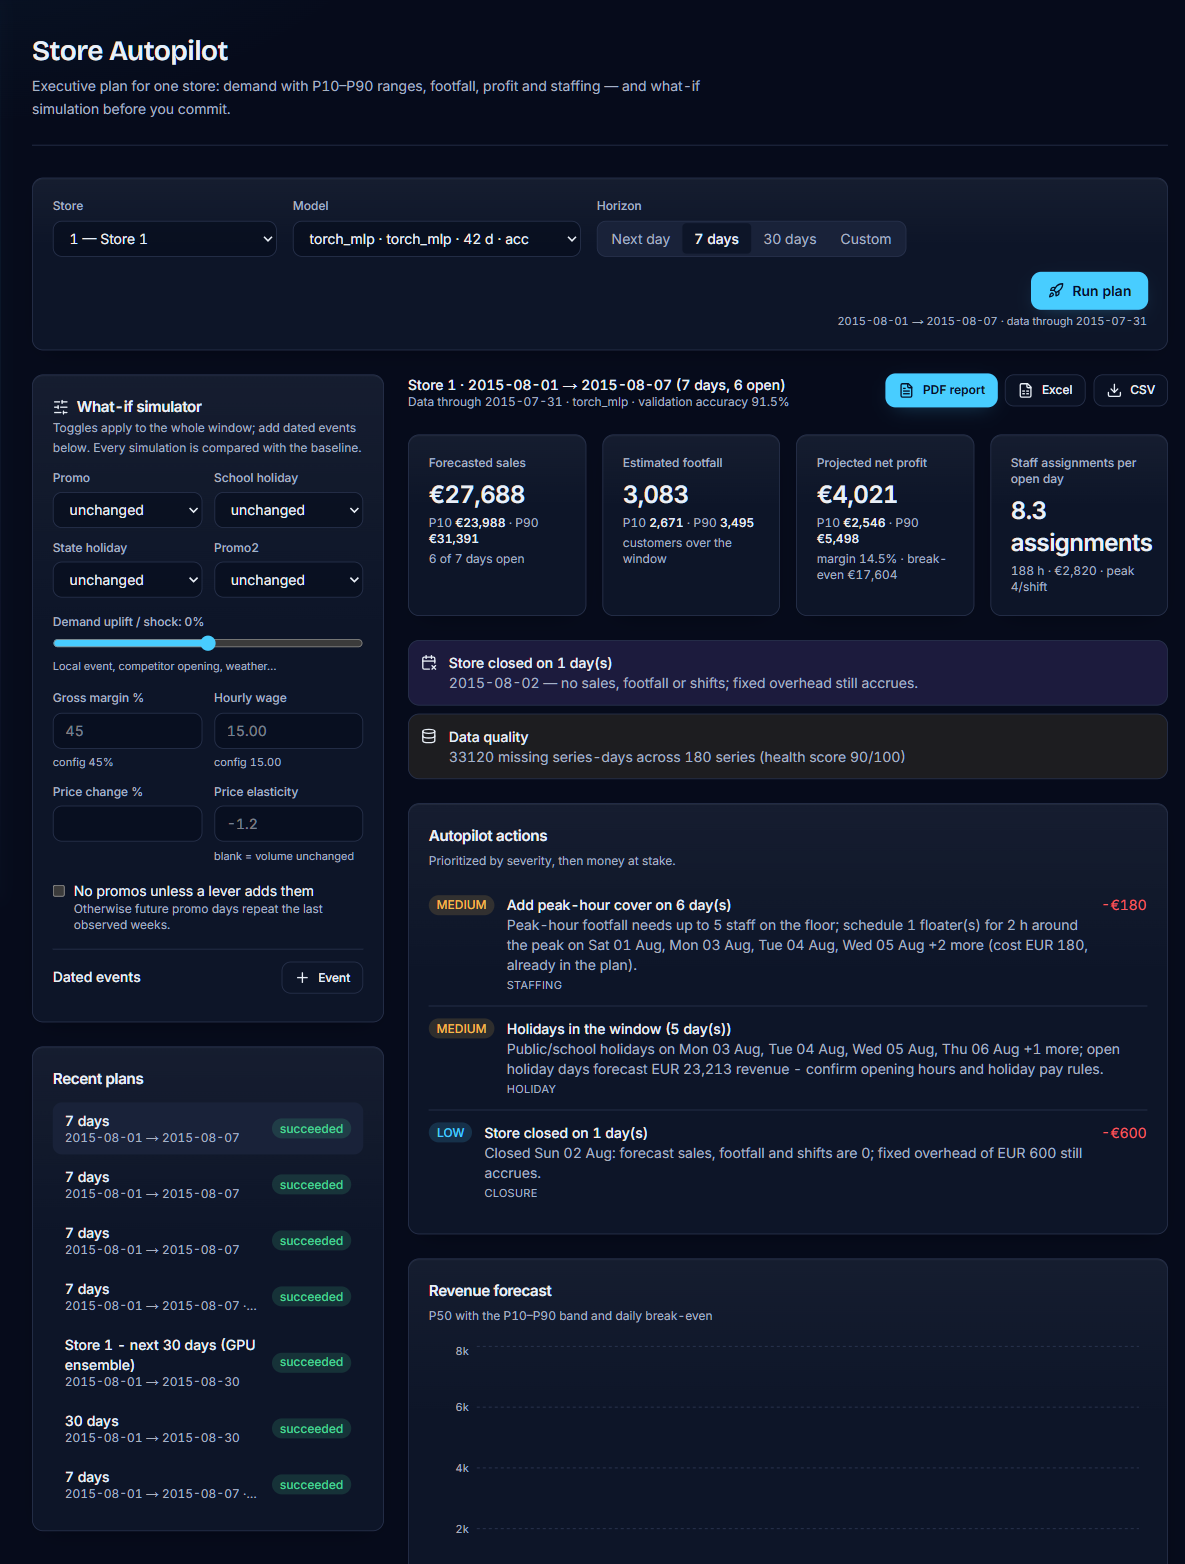 Store Autopilot
Executive plan for one store: demand with P10–P90 ranges, footfall, profit and staffing — and what-if
simulation before you commit.
Store
Model
Horizon
1 — Store 1
torch_mlp · torch_mlp · 42 d · acc
Next day
7 days
30 days
Custom
Run plan
2015-08-01 → 2015-08-07 · data through 2015-07-31
What-if simulator
Toggles apply to the whole window; add dated events
below. Every simulation is compared with the baseline.
Promo
School holiday
unchanged
unchanged
State holiday
Promo2
unchanged
unchanged
Demand uplift / shock: 0%
Local event, competitor opening, weather...
Gross margin %
Hourly wage
45
15.00
config 45%
config 15.00
Price change %
Price elasticity
-1.2
blank = volume unchanged
No promos unless a lever adds them
Otherwise future promo days repeat the last
observed weeks.
Dated events
Event
Recent plans
7 days
2015-08-01 → 2015-08-07
succeeded
7 days
2015-08-01 → 2015-08-07
succeeded
7 days
2015-08-01 → 2015-08-07
succeeded
7 days
2015-08-01 → 2015-08-07 ·...
succeeded
Store 1 - next 30 days (GPU
ensemble)
2015-08-01 → 2015-08-30
succeeded
30 days
2015-08-01 → 2015-08-30
succeeded
7 days
2015-08-01 → 2015-08-07 ·...
succeeded
Store 1 · 2015-08-01 → 2015-08-07 (7 days, 6 open)
Data through 2015-07-31 · torch_mlp · validation accuracy 91.5%
PDF report
Excel
CSV
Forecasted sales
€27,688
P10 €23,988 · P90
€31,391
6 of 7 days open
Estimated footfall
3,083
P10 2,671 · P90 3,495
customers over the
window
Projected net profit
€4,021
P10 €2,546 · P90
€5,498
margin 14.5% · break-
even €17,604
Staff assignments per
open day
8.3
assignments
188 h · €2,820 · peak
4/shift
Store closed on 1 day(s)
2015-08-02 — no sales, footfall or shifts; fixed overhead still accrues.
Data quality
33120 missing series-days across 180 series (health score 90/100)
Autopilot actions
Prioritized by severity, then money at stake.
MEDIUM
Add peak-hour cover on 6 day(s)
-€180
Peak-hour footfall needs up to 5 staff on the floor; schedule 1 floater(s) for 2 h around
the peak on Sat 01 Aug, Mon 03 Aug, Tue 04 Aug, Wed 05 Aug +2 more (cost EUR 180,
already in the plan).
STAFFING
MEDIUM
Holidays in the window (5 day(s))
Public/school holidays on Mon 03 Aug, Tue 04 Aug, Wed 05 Aug, Thu 06 Aug +1 more; open
holiday days forecast EUR 23,213 revenue - confirm opening hours and holiday pay rules.
HOLIDAY
LOW
Store closed on 1 day(s)
-€600
Closed Sun 02 Aug: forecast sales, footfall and shifts are 0; fixed overhead of EUR 600 still
accrues.
CLOSURE
Revenue forecast
P50 with the P10–P90 band and daily break-even
8k
6k
4k
2k